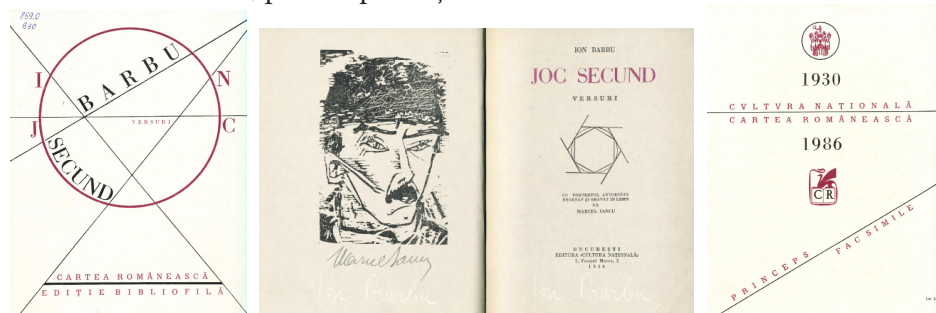 859.0
B30
I N
BARBU
J C
VERSURI
SECUND
CARTEA ROMÂNEASCĂ
EDIȚIE BIBLIOFILĂ
Marcel Iancu
Ion Barbu
ION BARBU
JOC SECUND
VERSURI
CU PORTRETUL AUTORULUI
DESENAT ȘI GRAVAT ÎN LEMN
DE
MARCEL IANCU
BUCUREȘTI
EDITURA «CULTURA NAȚIONALĂ»
1930
Ion Barbu
1930
CVLTVRA NAȚIONALĂ
CARTEA ROMÂNEASCĂ
1986
CR
PRINCEPS FACSIMILE